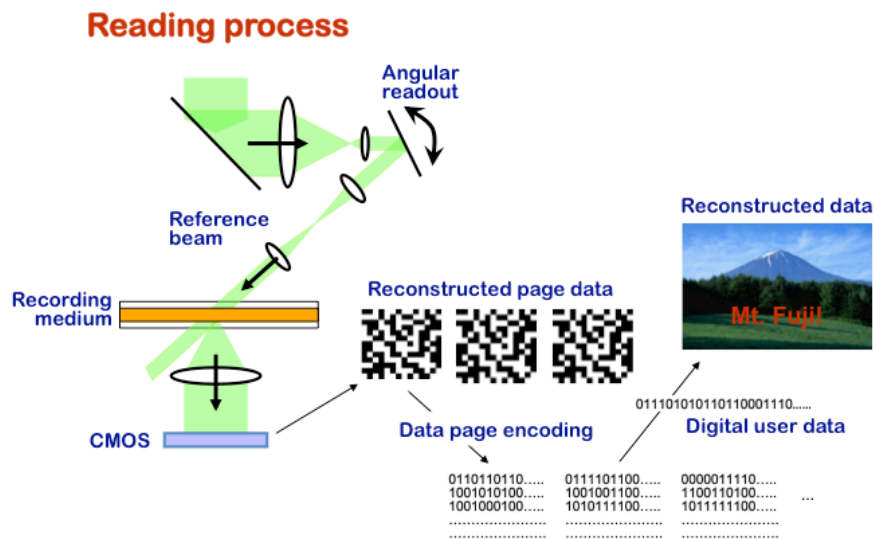 Reading process
Angular
readout
Reference
beam
Recording
medium
CMOS
Reconstructed page data
Reconstructed data
Mt. Fuji!
Data page encoding
011101010110110001110......
Digital user data
0110110110.....
1001010100.....
1001000100.....
......................
......................
0111101100.....
1001001100.....
1010111100.....
......................
......................
0000011110.....
1100110100.....
1011111100.....
......................
......................
...